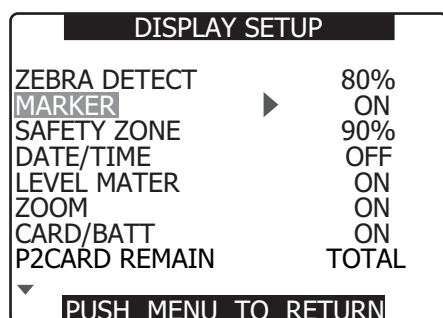 DISPLAY SETUP
ZEBRA DETECT 80%
MARKER ON
SAFETY ZONE 90%
DATE/TIME OFF
LEVEL MATER ON
ZOOM ON
CARD/BATT ON
P2CARD REMAIN TOTAL
PUSH MENU TO RETURN